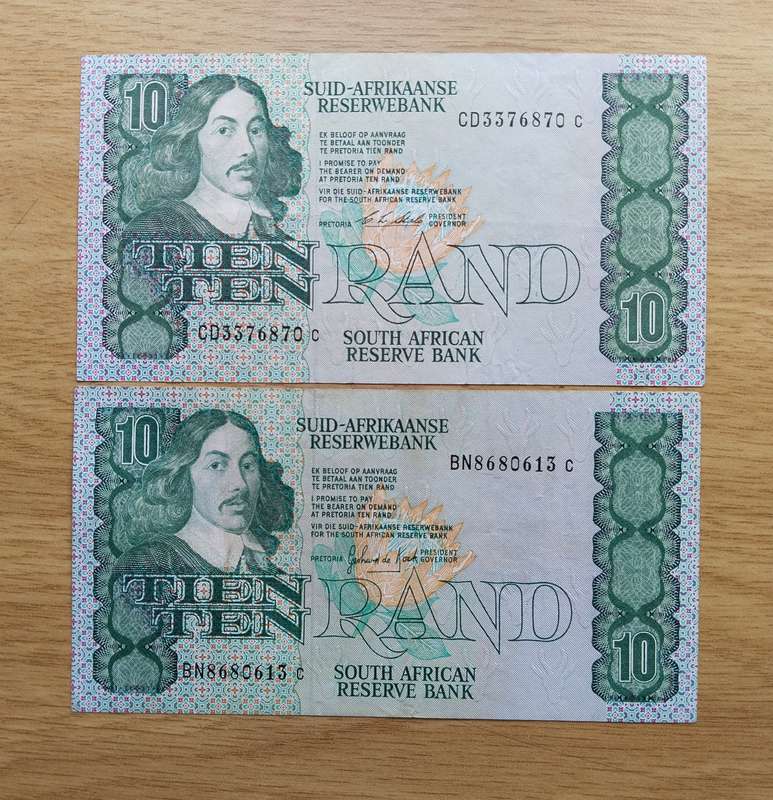 10
SUID-AFRIKAANSE
RESERWEBANK
CD3376870 C
EK BELOOF OP AANVRAAG
TE BETAAL AAN TOONDER
TE PRETORIA TIEN RAND
I PROMISE TO PAY
THE BEARER ON DEMAND
AT PRETORIA TEN RAND
VIR DIE SUID-AFRIKAANSE RESERWEBANK
FOR THE SOUTH AFRICAN RESERVE BANK
PRETORIA PRESIDENT
GOVERNOR
TIEN
TEN RAND
10
CD3376870 C
SOUTH AFRICAN
RESERVE BANK
10
SUID-AFRIKAANSE
RESERWEBANK
BN8680613 C
EK BELOOF OP AANVRAAG
TE BETAAL AAN TOONDER
TE PRETORIA TIEN RAND
I PROMISE TO PAY
THE BEARER ON DEMAND
AT PRETORIA TEN RAND
VIR DIE SUID-AFRIKAANSE RESERWEBANK
FOR THE SOUTH AFRICAN RESERVE BANK
PRETORIA Gerhard de Kock PRESIDENT
GOVERNOR
TIEN
TEN RAND
10
BN8680613 C
SOUTH AFRICAN
RESERVE BANK